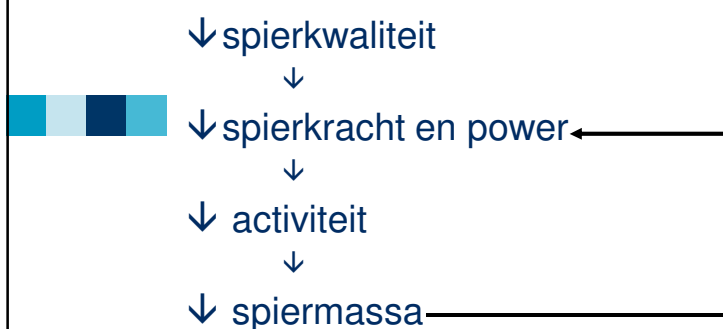 ↓ spierkwaliteit
↓
↓ spierkracht en power
↓
↓ activiteit
↓
↓ spiermassa